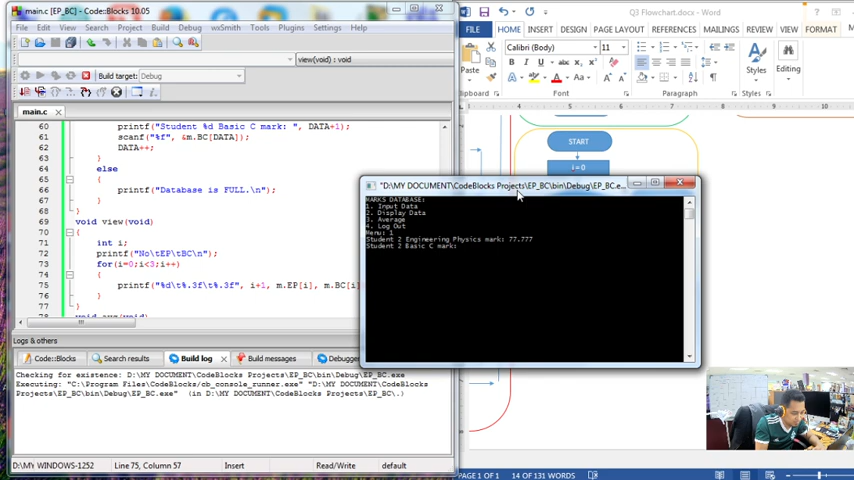 main.c [EP_BC] - Code::Blocks 10.05
File Edit View Search Project Build Debug wxSmith Tools Plugins Settings Help
Build target: Debug
view(void) : void
main.c
60 printf("Student %d Basic C mark: ", DATA+1);
61 scanf("%f", &m.BC[DATA]);
62 DATA++;
63 }
64 else
65 {
66 printf("Database is FULL.\n");
67 }
68 }
69 void view(void)
70 {
71 int i;
72 printf("No\tEP\tBC\n");
73 for(i=0;i<3;i++)
74 {
75 printf("%d\t%.3f\t%.3f", i+1, m.EP[i], m.BC[i]
76 }
77 }
78
Logs & others
Code::Blocks Search results Build log Build messages Debugger
Checking for existence: D:\MY DOCUMENT\CodeBlocks Projects\EP_BC\bin\Debug\EP_BC.exe
Executing: "C:\Program Files\CodeBlocks/cb_console_runner.exe" "D:\MY DOCUMENT\CodeBlocks
Projects\EP_BC\bin\Debug\EP_BC.exe" (in D:\MY DOCUMENT\CodeBlocks Projects\EP_BC\.)
D:\MY WINDOWS-1252 Line 75, Column 57 Insert Read/Write default
Q3 Flowchart.docx - Word
FILE HOME INSERT DESIGN PAGE LAYOUT REFERENCES MAILINGS REVIEW VIEW FORMAT
Paste
Calibri (Body) 11
Styles
Editing
Clipboard
Font
Paragraph
Styles
START
i = 0
"D:\MY DOCUMENT\CodeBlocks Projects\EP_BC\bin\Debug\EP_BC.e...
MARKS DATABASE:
1. Input Data
2. Display Data
3. Average
4. Log Out
Menu: 1
Student 2 Engineering Physics mark: 77.777
Student 2 Basic C mark:
PAGE 1 OF 1 14 OF 131 WORDS